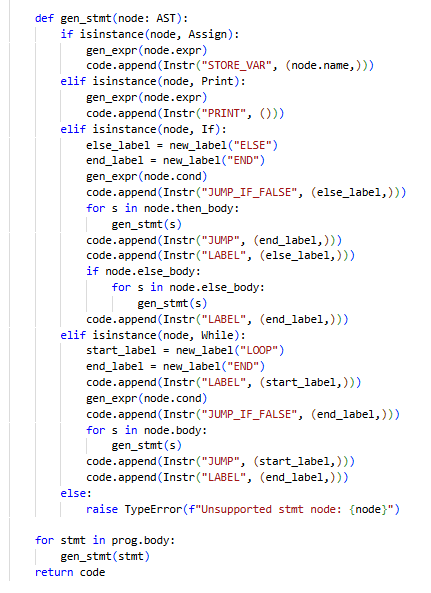 def gen_stmt(node: AST):
    if isinstance(node, Assign):
        gen_expr(node.expr)
        code.append(Instr("STORE_VAR", (node.name,)))
    elif isinstance(node, Print):
        gen_expr(node.expr)
        code.append(Instr("PRINT", ()))
    elif isinstance(node, If):
        else_label = new_label("ELSE")
        end_label = new_label("END")
        gen_expr(node.cond)
        code.append(Instr("JUMP_IF_FALSE", (else_label,)))
        for s in node.then_body:
            gen_stmt(s)
        code.append(Instr("JUMP", (end_label,)))
        code.append(Instr("LABEL", (else_label,)))
        if node.else_body:
            for s in node.else_body:
                gen_stmt(s)
        code.append(Instr("LABEL", (end_label,)))
    elif isinstance(node, While):
        start_label = new_label("LOOP")
        end_label = new_label("END")
        code.append(Instr("LABEL", (start_label,)))
        gen_expr(node.cond)
        code.append(Instr("JUMP_IF_FALSE", (end_label,)))
        for s in node.body:
            gen_stmt(s)
        code.append(Instr("JUMP", (start_label,)))
        code.append(Instr("LABEL", (end_label,)))
    else:
        raise TypeError(f"Unsupported stmt node: {node}")

for stmt in prog.body:
    gen_stmt(stmt)
return code